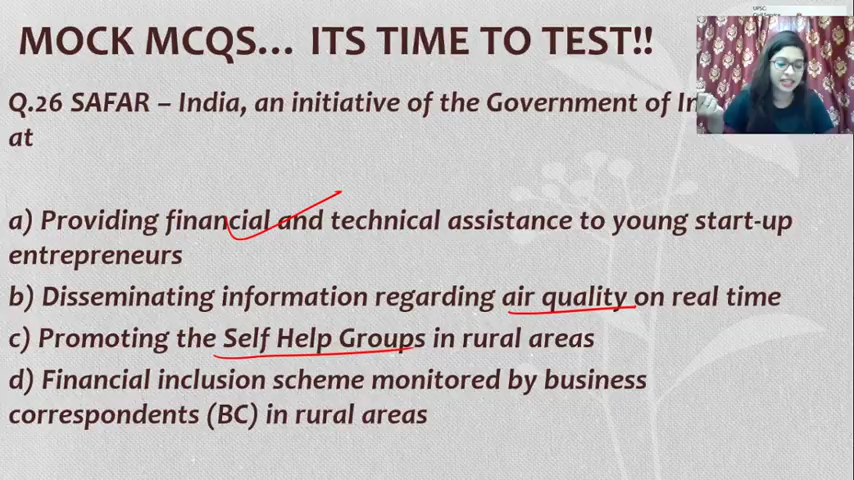 UPSC
MOCK MCQS... ITS TIME TO TEST!!
Q.26 SAFAR – India, an initiative of the Government of
at
a) Providing financial and technical assistance to young start-up
entrepreneurs
b) Disseminating information regarding air quality on real time
c) Promoting the Self Help Groups in rural areas
d) Financial inclusion scheme monitored by business
correspondents (BC) in rural areas